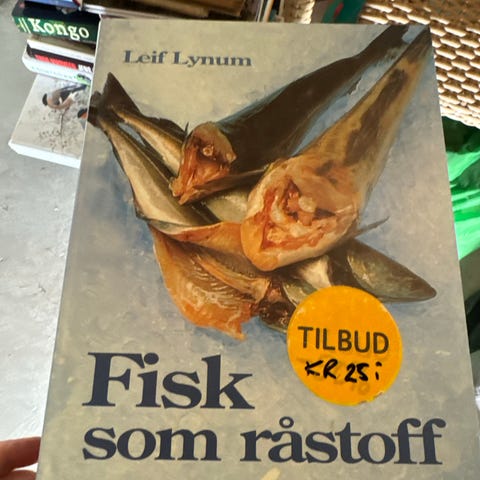 Kongo
Leif Lynum
TILBUD
KR 25;
Fisk
som råstoff